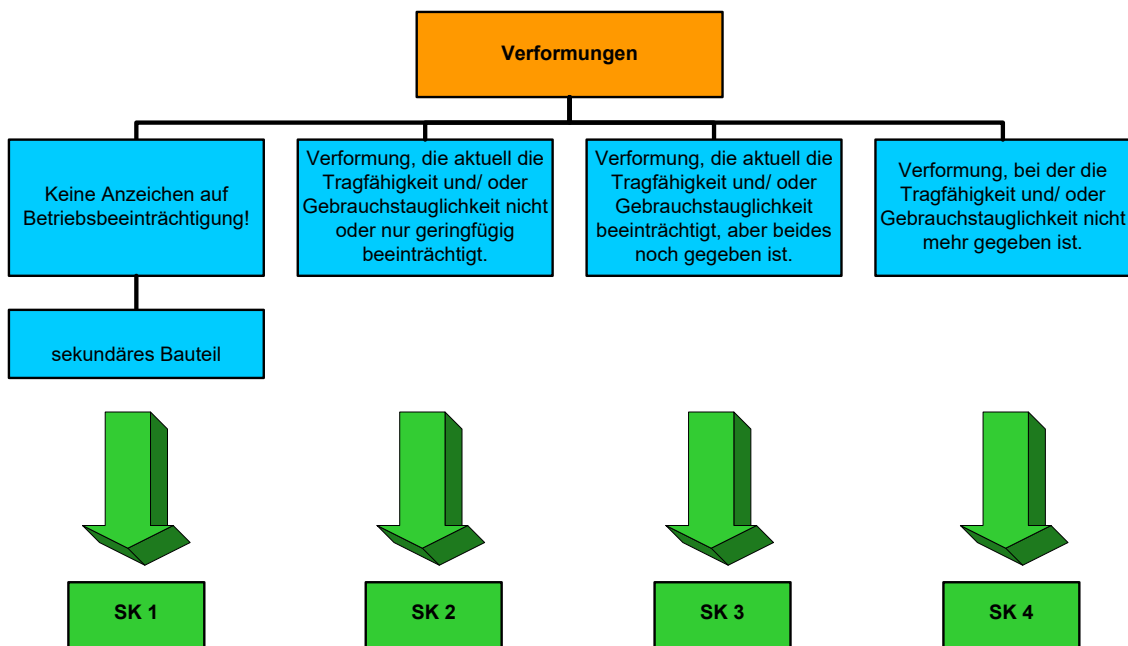 Verformungen
Keine Anzeichen auf
Betriebsbeeinträchtigung!
Verformung, die aktuell die
Tragfähigkeit und/ oder
Gebrauchstauglichkeit nicht
oder nur geringfügig
beeinträchtigt.
Verformung, die aktuell die
Tragfähigkeit und/ oder
Gebrauchstauglichkeit
beeinträchtigt, aber beides
noch gegeben ist.
Verformung, bei der die
Tragfähigkeit und/ oder
Gebrauchstauglichkeit nicht
mehr gegeben ist.
sekundäres Bauteil
SK 1
SK 2
SK 3
SK 4